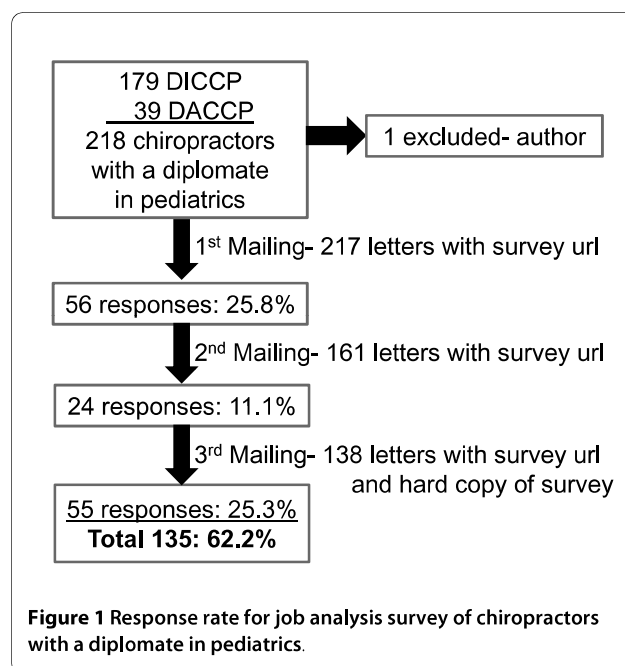 179 DICCP
39 DACCP
218 chiropractors
with a diplomate
in pediatrics
1 excluded- author
1st Mailing- 217 letters with survey url
56 responses: 25.8%
2nd Mailing- 161 letters with survey url
24 responses: 11.1%
3rd Mailing- 138 letters with survey url
and hard copy of survey
55 responses: 25.3%
Total 135: 62.2%
Figure 1 Response rate for job analysis survey of chiropractors
with a diplomate in pediatrics.